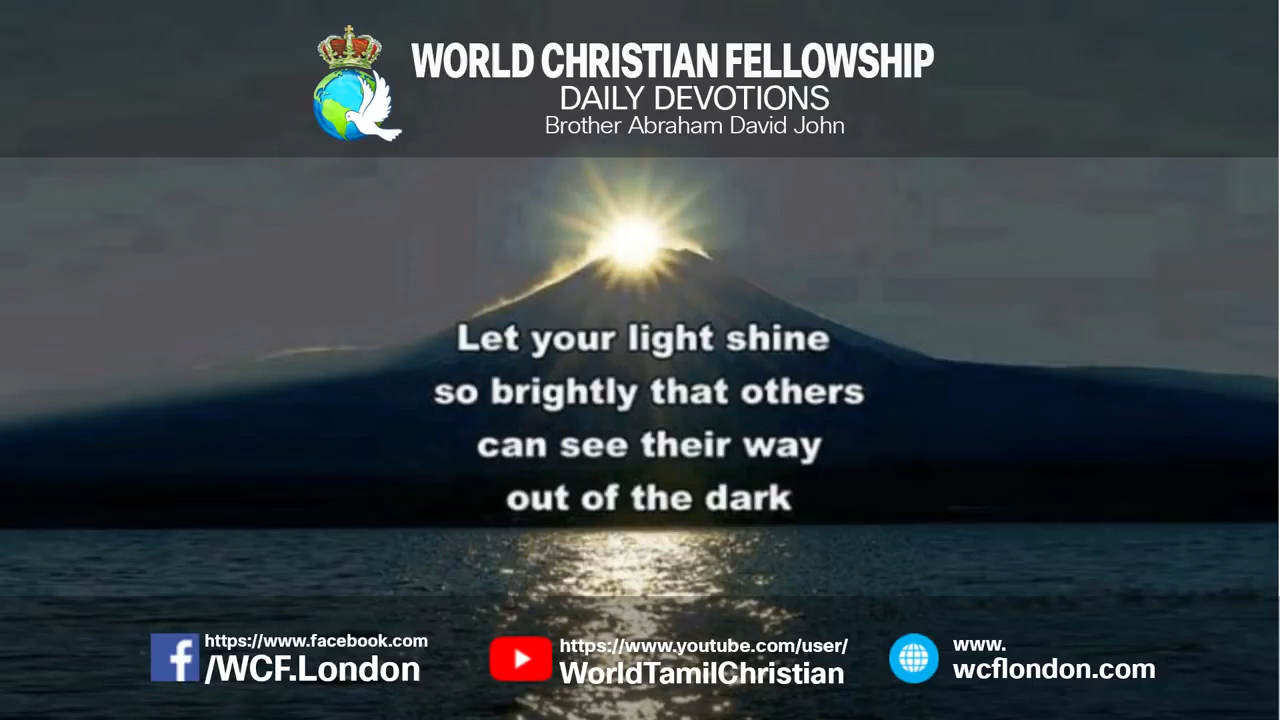 WORLD CHRISTIAN FELLOWSHIP
DAILY DEVOTIONS
Brother Abraham David John
Let your light shine
so brightly that others
can see their way
out of the dark
https://www.facebook.com
/WCF.London
https://www.youtube.com/user/
WorldTamilChristian
www.
wcflondon.com